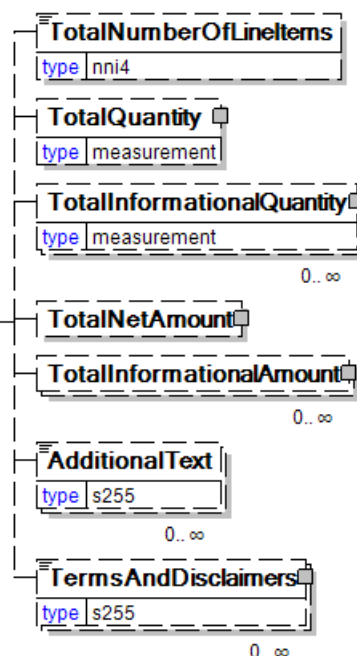 TotalNumberOfLineItems
type nni4
TotalQuantity
type measurement
TotalInformationalQuantity
type measurement
0.. ∞
TotalNetAmount
TotalInformationalAmount
0.. ∞
AdditionalText
type s255
0.. ∞
TermsAndDisclaimers
type s255
0.. ∞